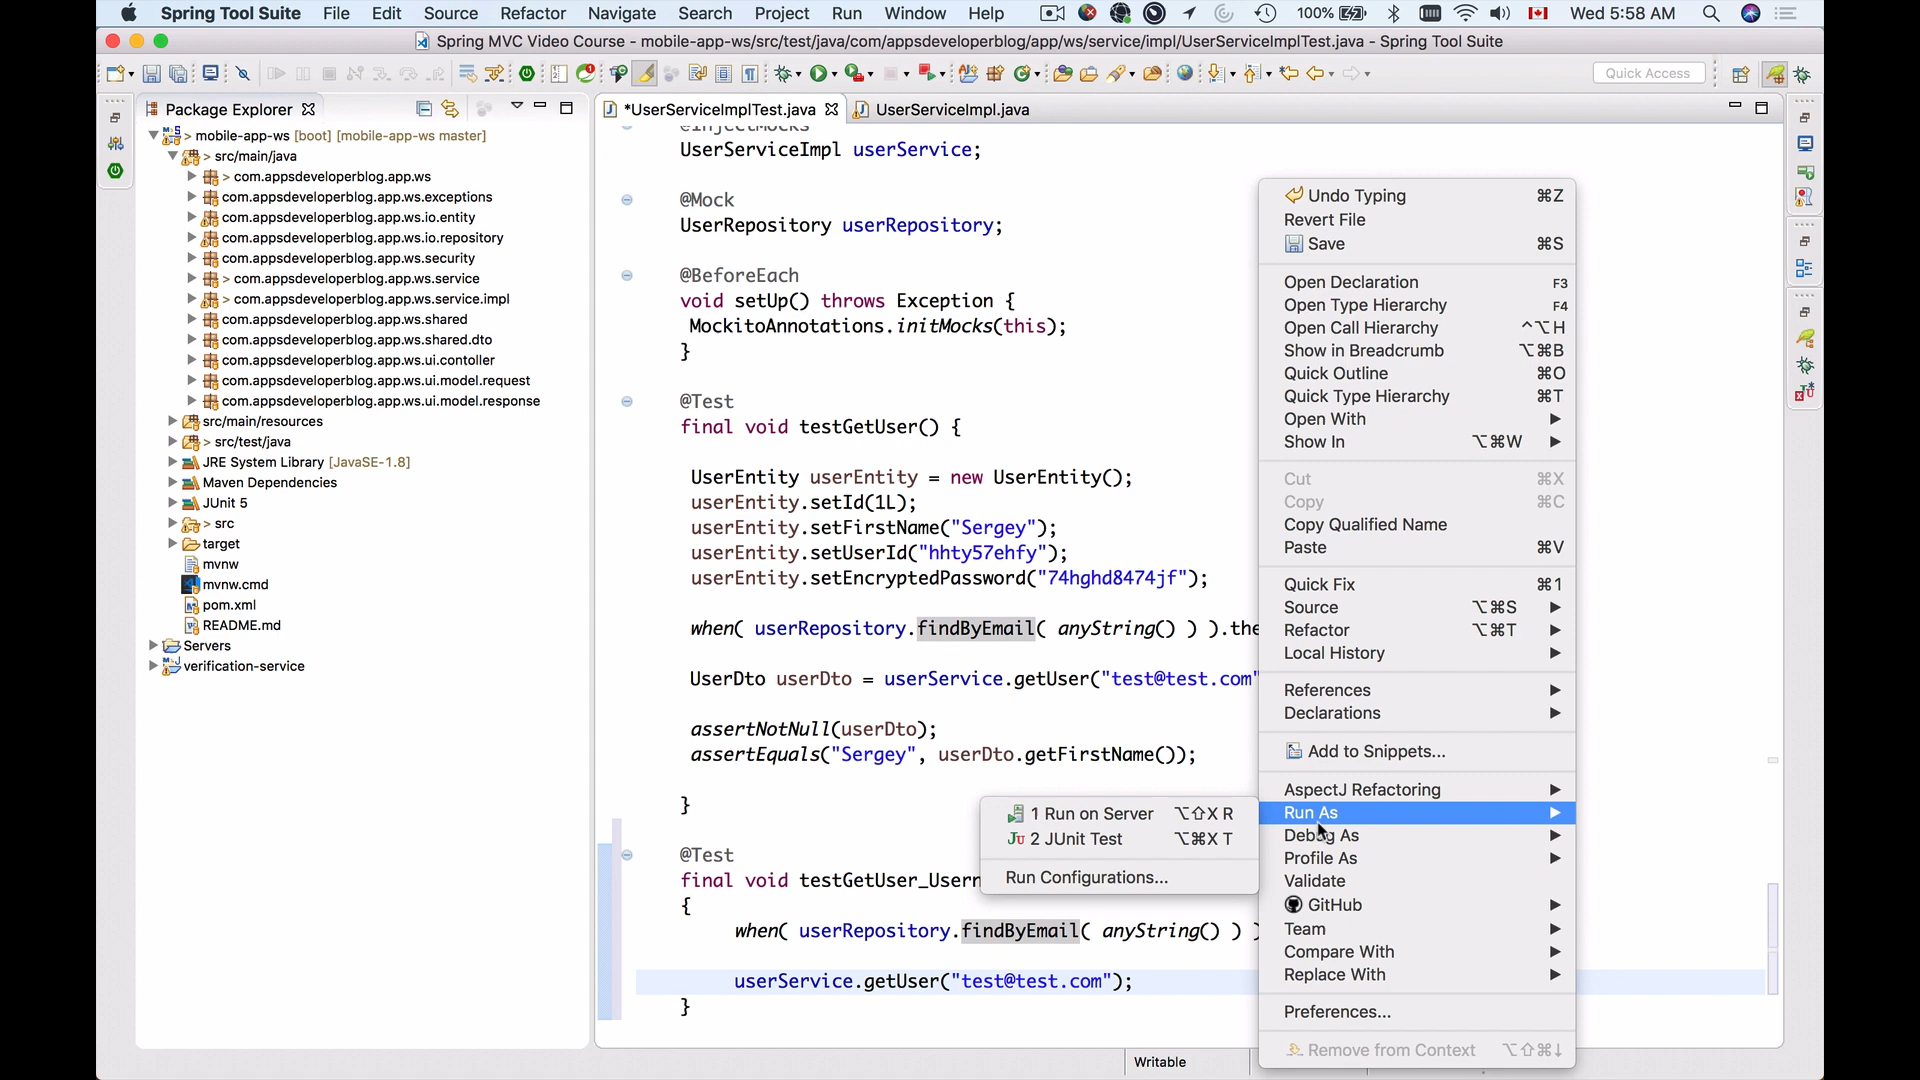 Spring Tool Suite File Edit Source Refactor Navigate Search Project Run Window Help 100% Wed 5:58 AM
Spring MVC Video Course - mobile-app-ws/src/test/java/com/appsdeveloperblog/app/ws/service/impl/UserServiceImplTest.java - Spring Tool Suite
Quick Access
Package Explorer
mobile-app-ws [boot] [mobile-app-ws master]
> src/main/java
> com.appsdeveloperblog.app.ws
com.appsdeveloperblog.app.ws.exceptions
com.appsdeveloperblog.app.ws.io.entity
com.appsdeveloperblog.app.ws.io.repository
com.appsdeveloperblog.app.ws.security
> com.appsdeveloperblog.app.ws.service
> com.appsdeveloperblog.app.ws.service.impl
com.appsdeveloperblog.app.ws.shared
com.appsdeveloperblog.app.ws.shared.dto
com.appsdeveloperblog.app.ws.ui.contoller
com.appsdeveloperblog.app.ws.ui.model.request
com.appsdeveloperblog.app.ws.ui.model.response
src/main/resources
> src/test/java
JRE System Library [JavaSE-1.8]
Maven Dependencies
JUnit 5
> src
target
mvnw
mvnw.cmd
pom.xml
README.md
Servers
verification-service
*UserServiceImplTest.java
UserServiceImpl.java
@InjectMocks
UserServiceImpl userService;
@Mock
UserRepository userRepository;
@BeforeEach
void setUp() throws Exception {
MockitoAnnotations.initMocks(this);
}
@Test
final void testGetUser() {
UserEntity userEntity = new UserEntity();
userEntity.setId(1L);
userEntity.setFirstName("Sergey");
userEntity.setUserId("hhty57ehfy");
userEntity.setEncryptedPassword("74hghd8474jf");
when( userRepository.findByEmail( anyString() ) ).the
UserDto userDto = userService.getUser("test@test.com"
assertNotNull(userDto);
assertEquals("Sergey", userDto.getFirstName());
}
@Test
final void testGetUser_Usern
{
when( userRepository.findByEmail( anyString() ) )
userService.getUser("test@test.com");
}
1 Run on Server ⌥⇧X R
Ju 2 JUnit Test ⌥⌘X T
Run Configurations...
Undo Typing ⌘Z
Revert File
Save ⌘S
Open Declaration F3
Open Type Hierarchy F4
Open Call Hierarchy ^⌥H
Show in Breadcrumb ⌥⌘B
Quick Outline ⌘O
Quick Type Hierarchy ⌘T
Open With
Show In ⌥⌘W
Cut ⌘X
Copy ⌘C
Copy Qualified Name
Paste ⌘V
Quick Fix ⌘1
Source ⌥⌘S
Refactor ⌥⌘T
Local History
References
Declarations
Add to Snippets...
AspectJ Refactoring
Run As
Debug As
Profile As
Validate
GitHub
Team
Compare With
Replace With
Preferences...
Remove from Context ⌥⇧⌘↓
Writable